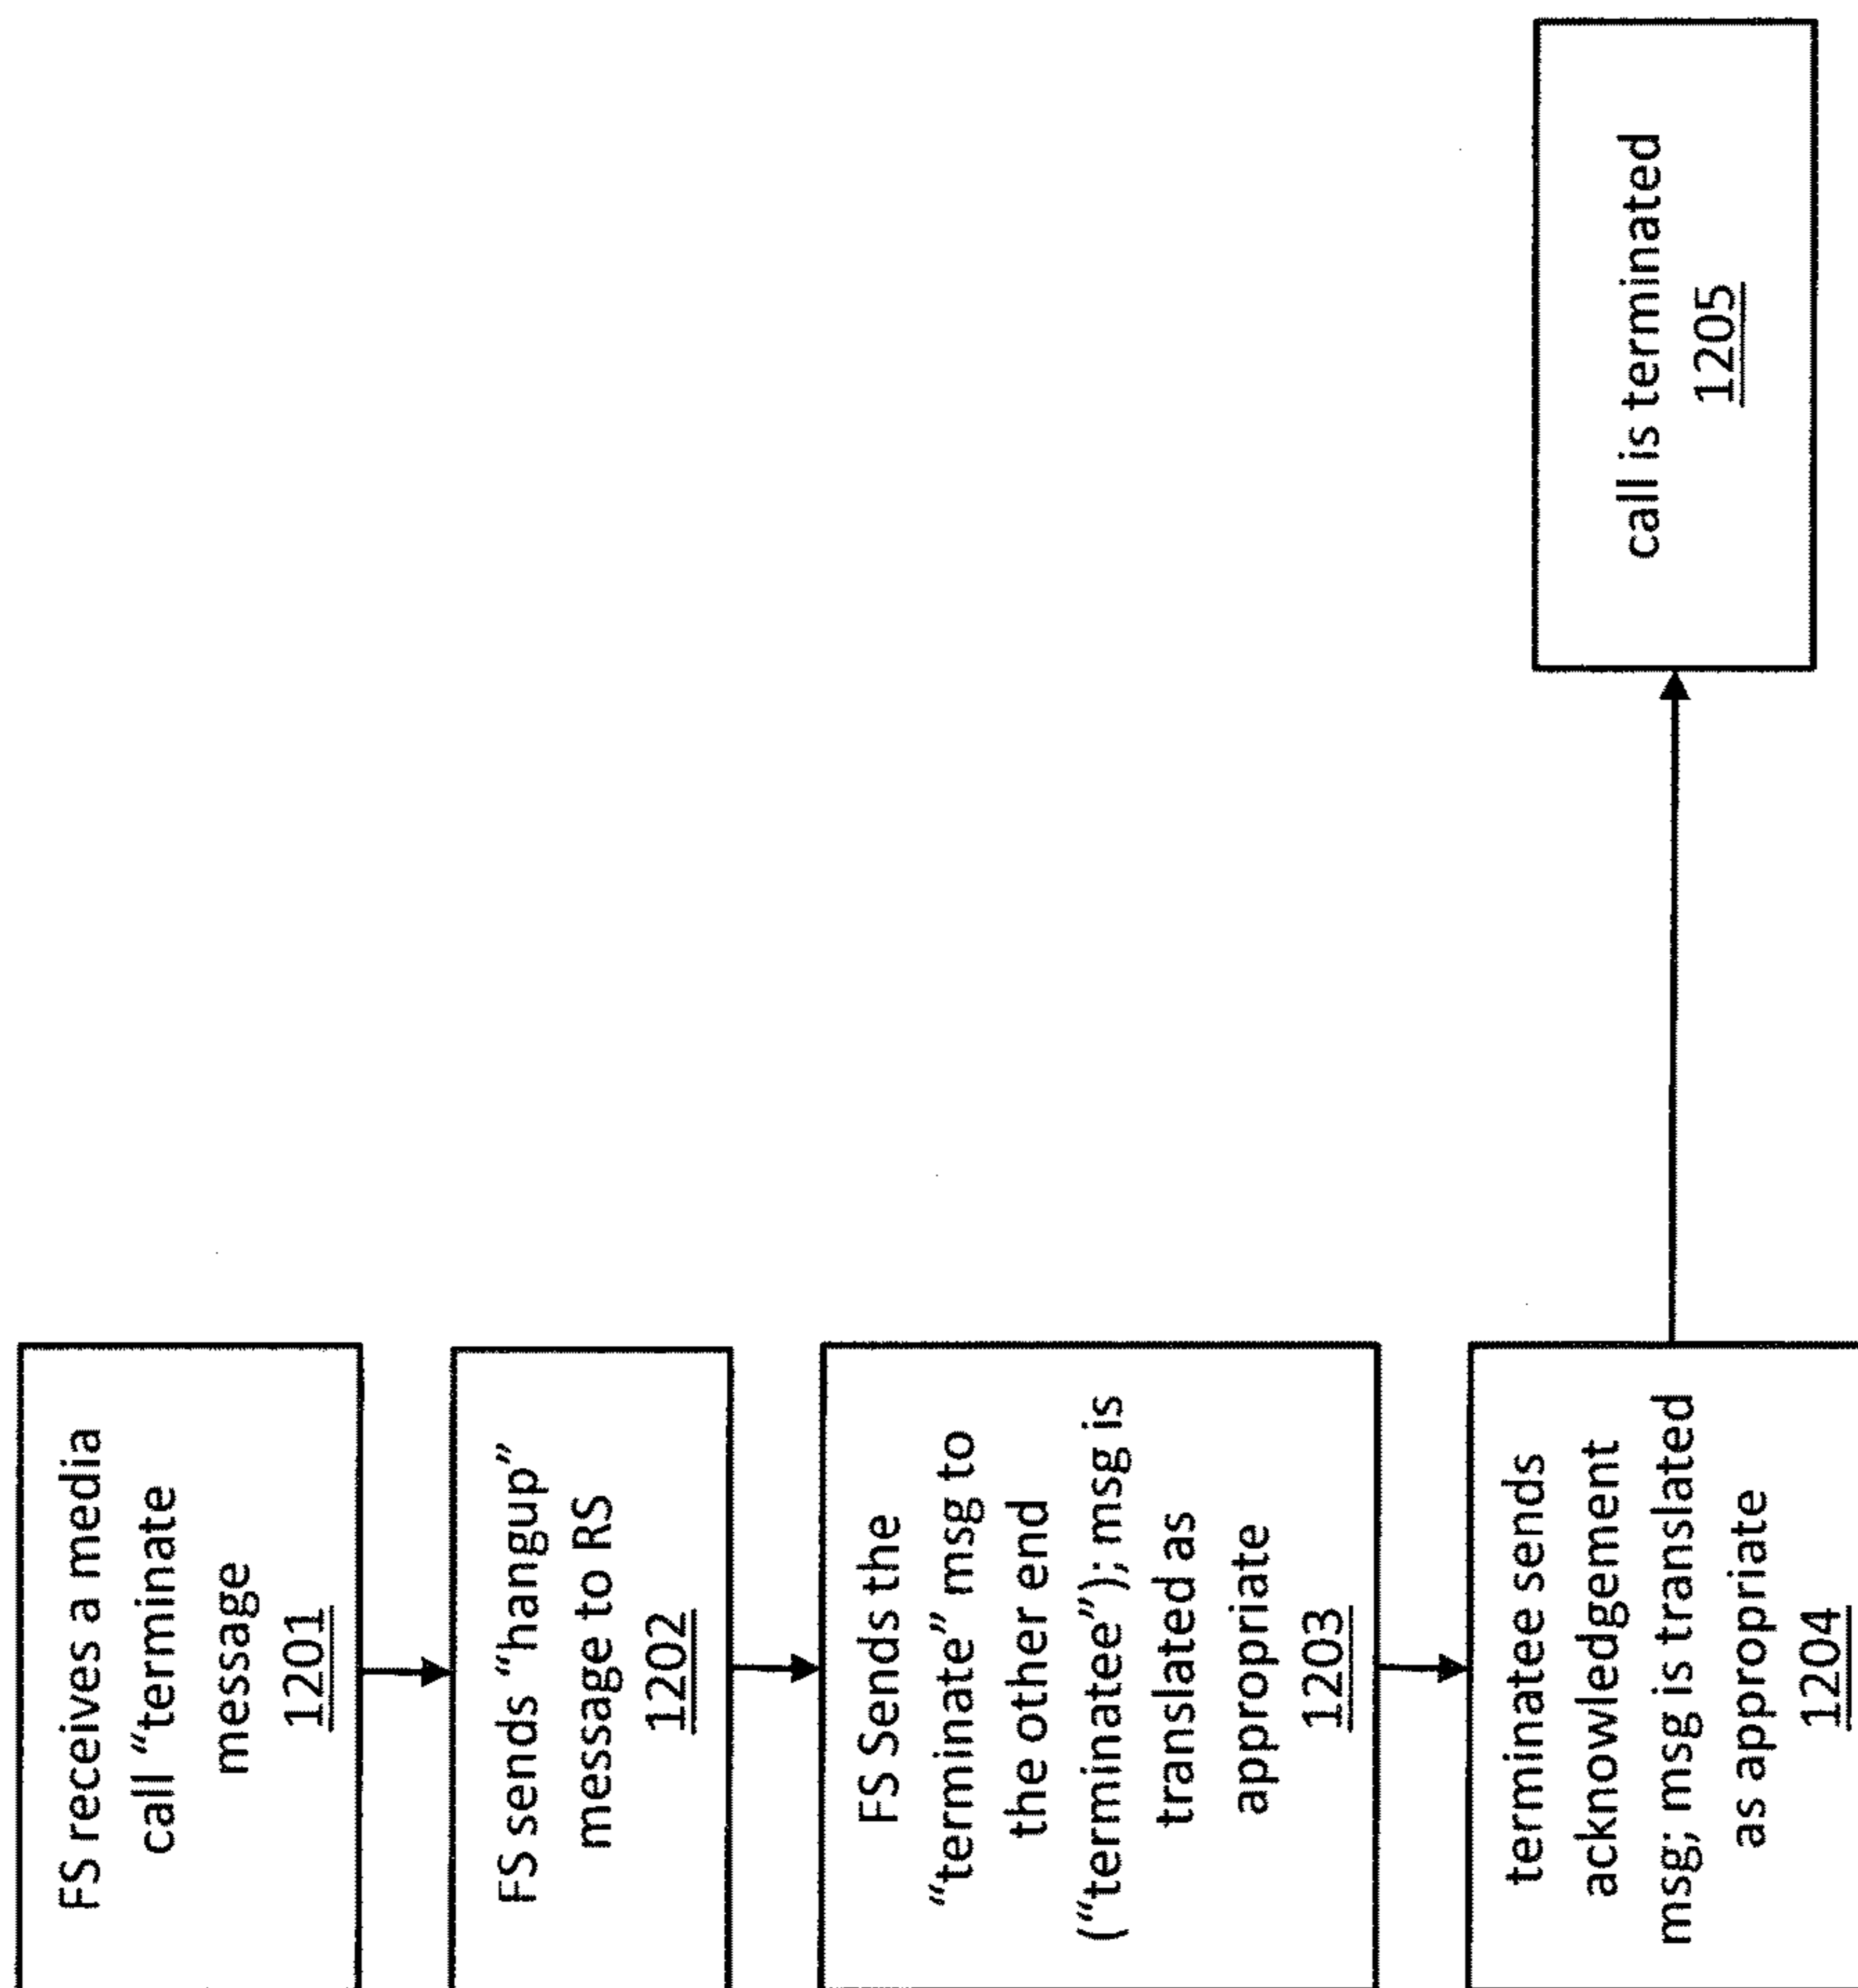 FS receives a media
call “terminate
message
1201
FS sends “hangup”
message to RS
1202
FS Sends the
“terminate” msg to
the other end
(“terminatee”); msg is
translated as
appropriate
1203
terminatee sends
acknowledgement
msg; msg is translated
as appropriate
1204
call is terminated
1205